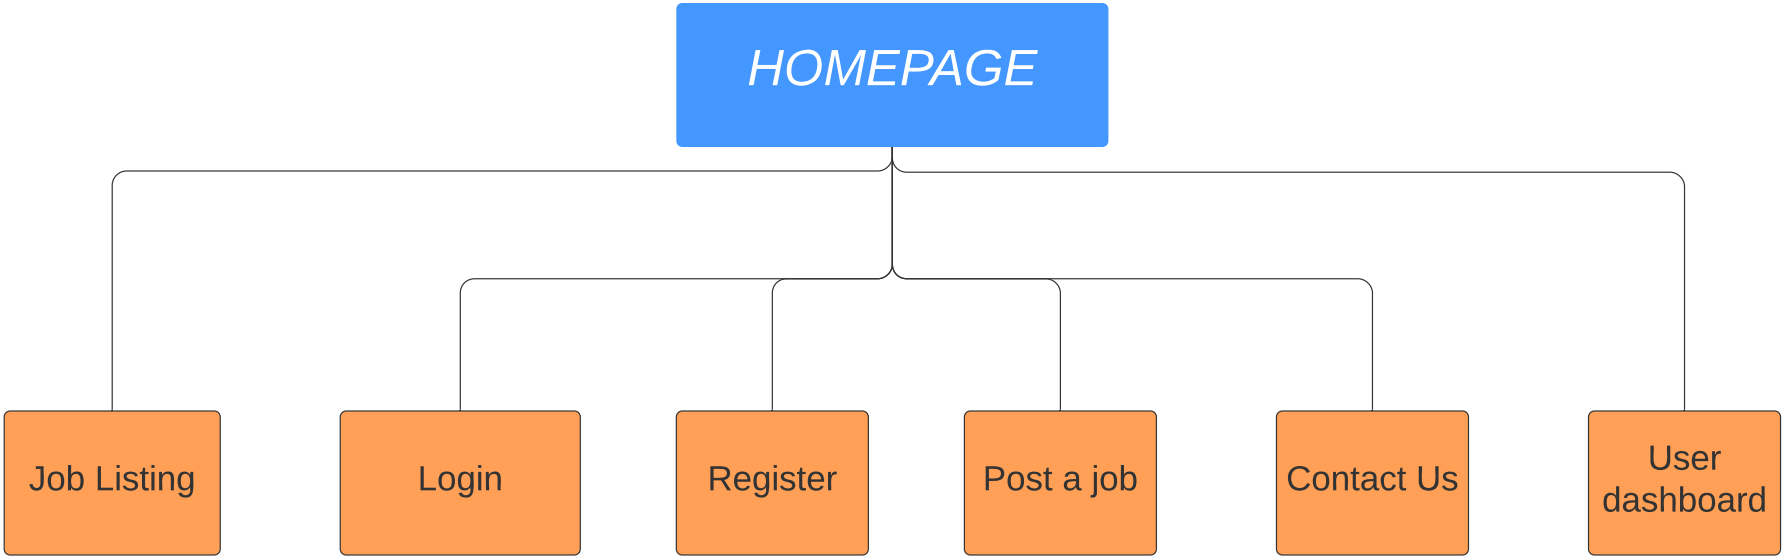 HOMEPAGE
Job Listing
Login
Register
Post a job
Contact Us
User
dashboard